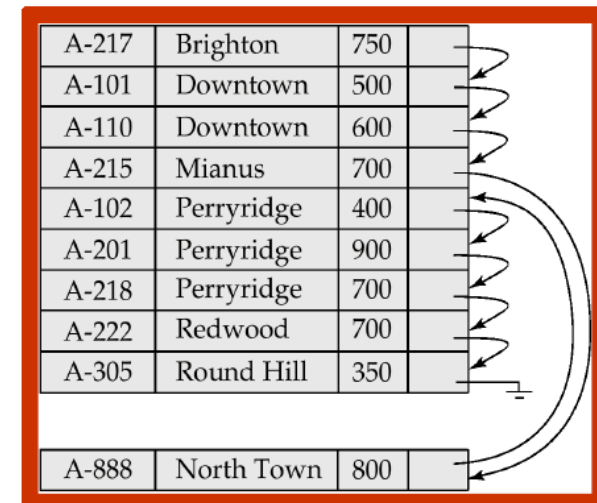 A-217 Brighton 750
A-101 Downtown 500
A-110 Downtown 600
A-215 Mianus 700
A-102 Perryridge 400
A-201 Perryridge 900
A-218 Perryridge 700
A-222 Redwood 700
A-305 Round Hill 350
A-888 North Town 800